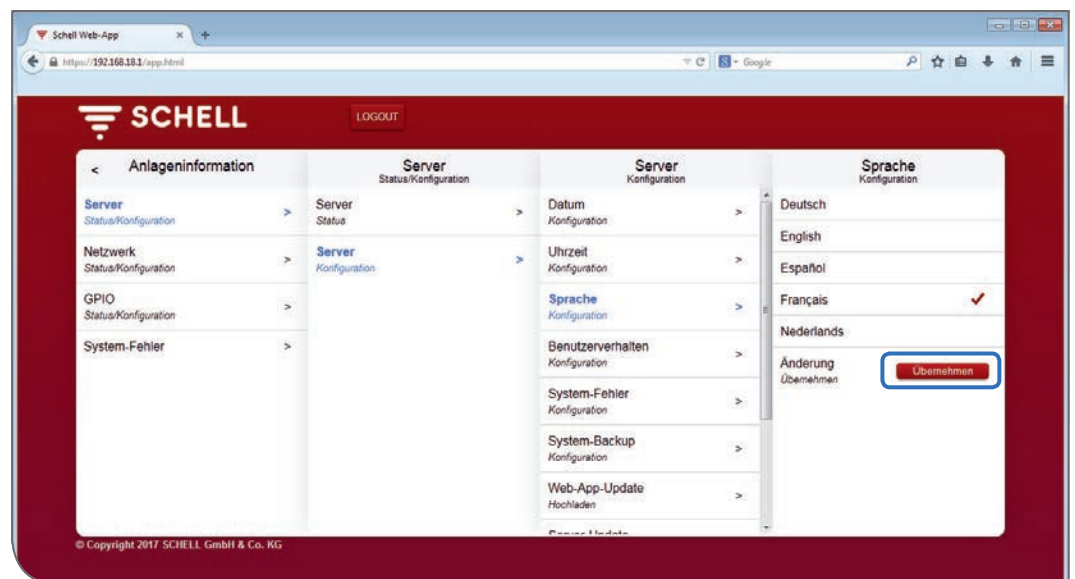 Schell Web-App
https://192.168.18.1/app.html
Google
SCHELL
LOGOUT
< Anlageninformation
Server
Status/Konfiguration
Netzwerk
Status/Konfiguration
GPIO
Status/Konfiguration
System-Fehler
Server
Status/Konfiguration
Server
Status
Server
Konfiguration
Server
Konfiguration
Datum
Konfiguration
Uhrzeit
Konfiguration
Sprache
Konfiguration
Benutzerverhalten
Konfiguration
System-Fehler
Konfiguration
System-Backup
Konfiguration
Web-App-Update
Hochladen
Server Update
Sprache
Konfiguration
Deutsch
English
Español
Français
Nederlands
Änderung
Übernehmen
Übernehmen
© Copyright 2017 SCHELL GmbH & Co. KG